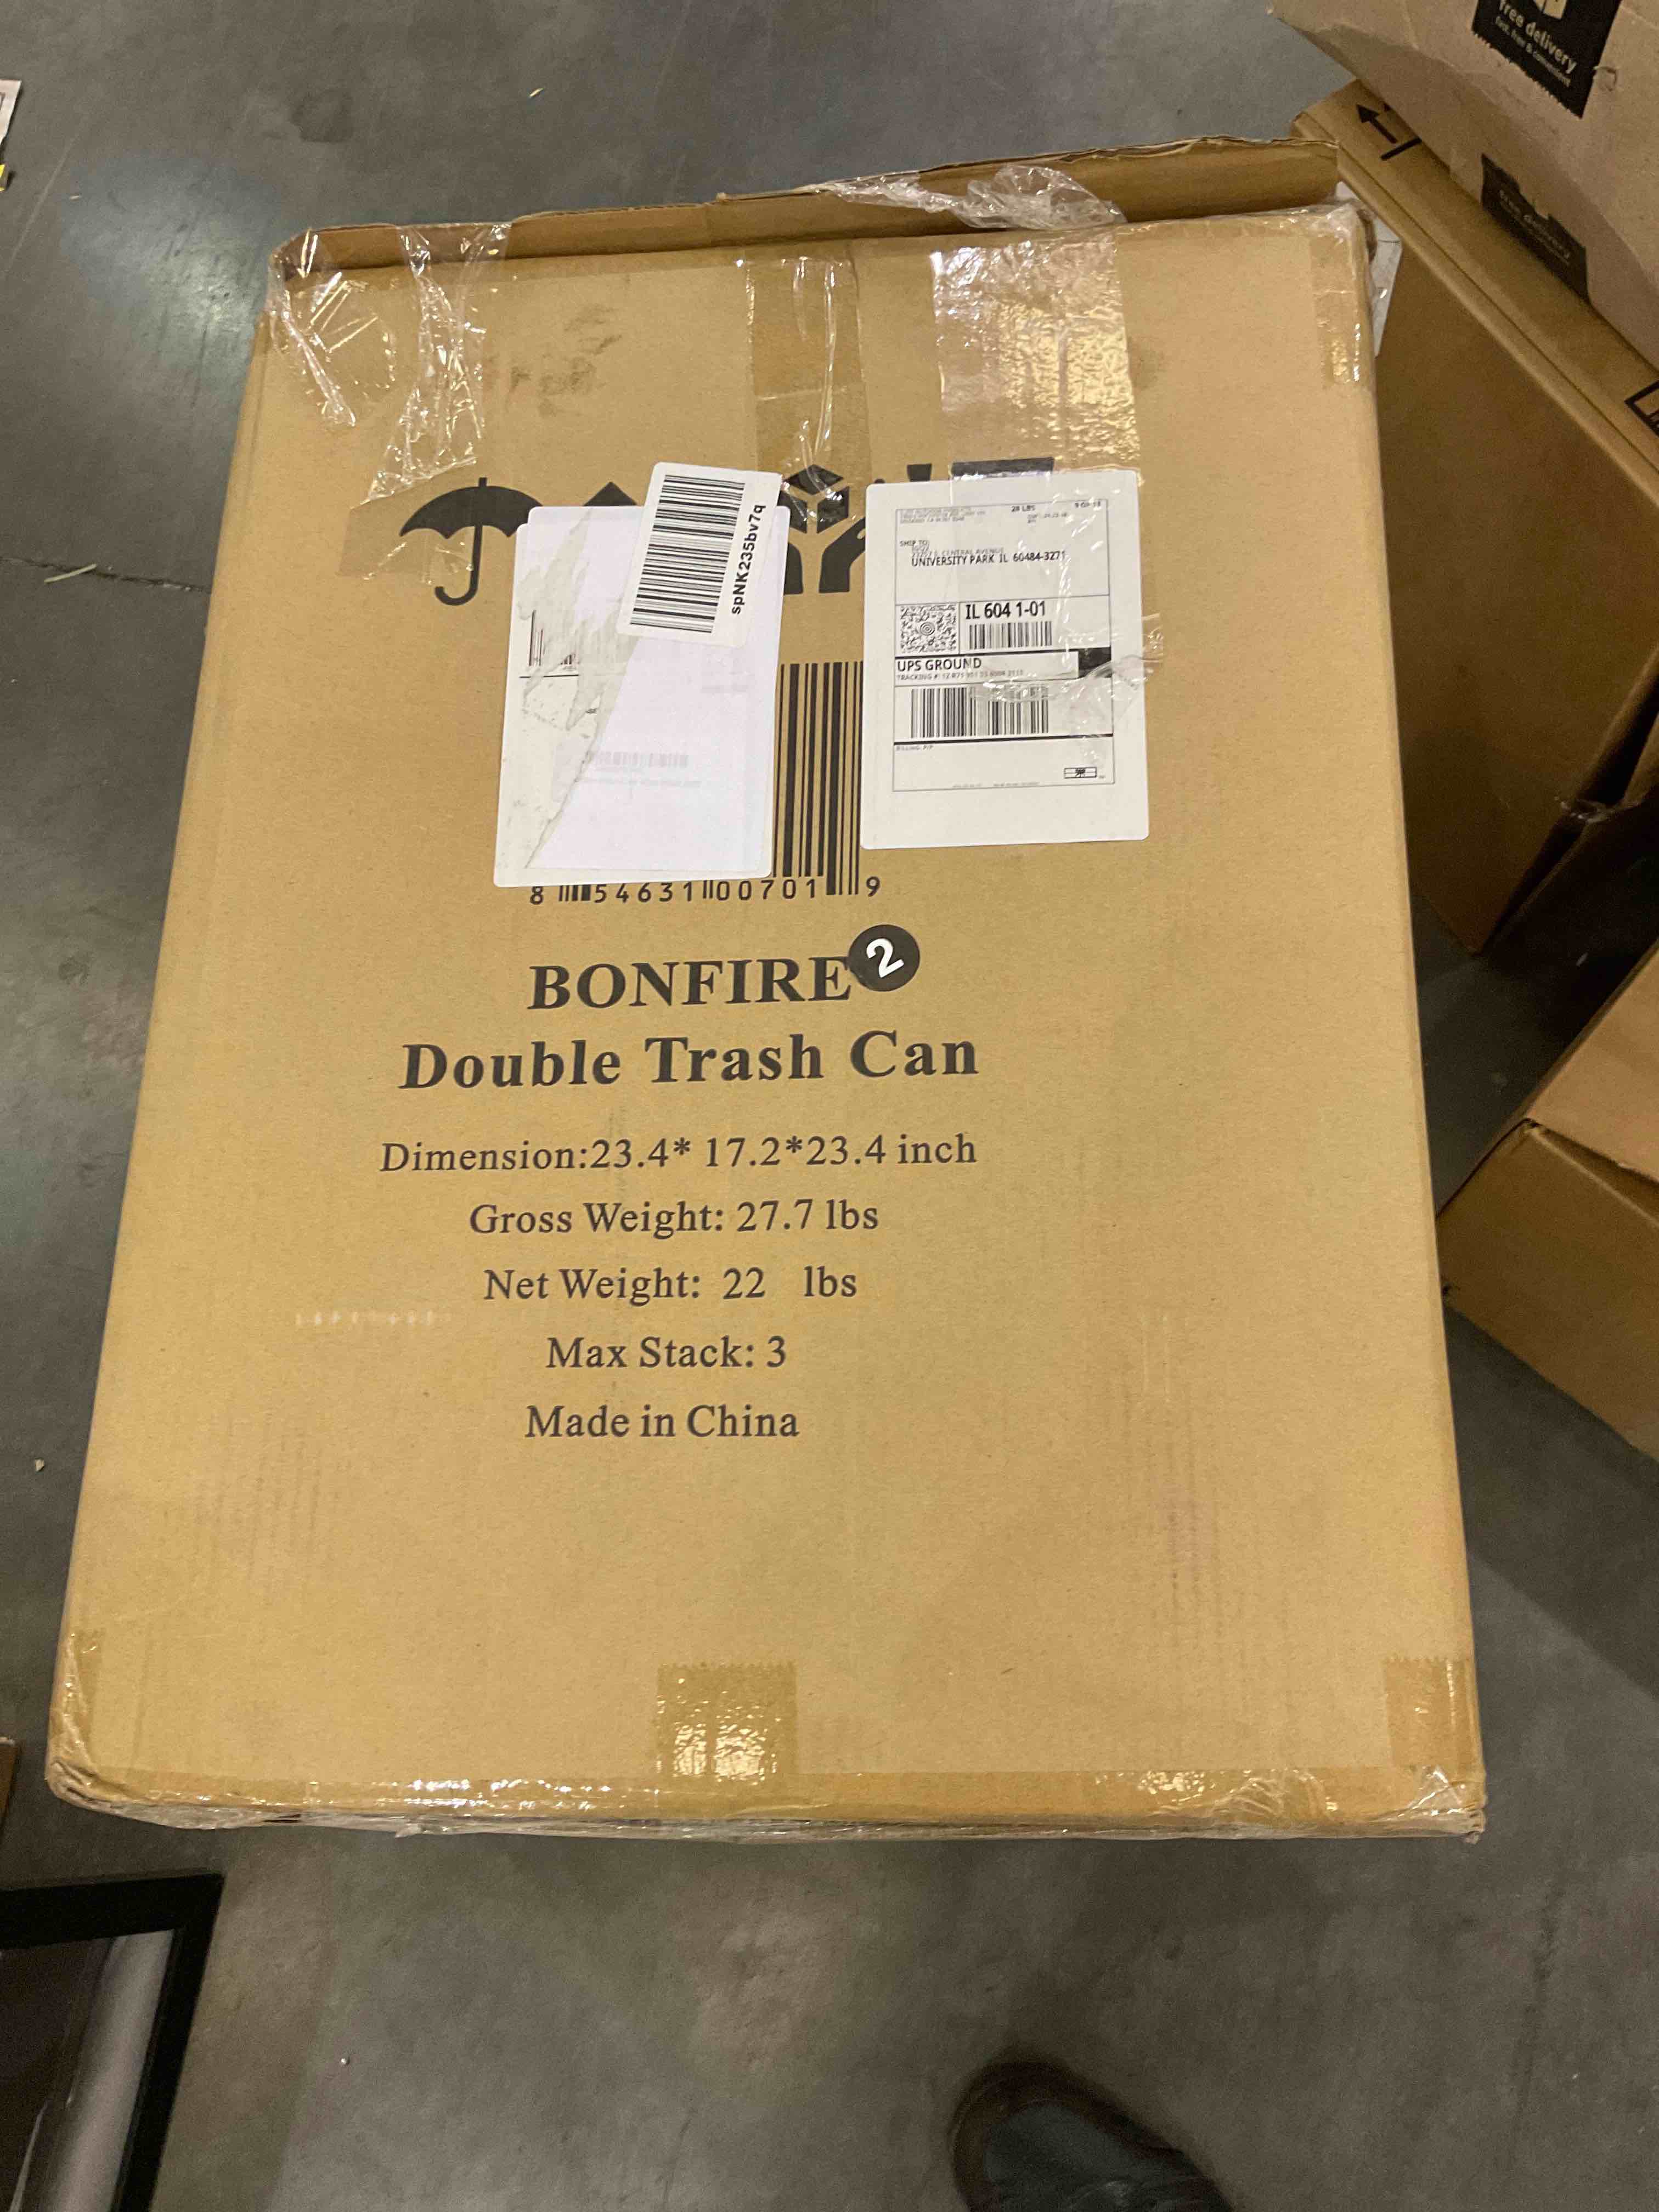 free delivery
spNK235bv7q
SHIP TO:
UNIVERSITY PARK IL 60484-3271
IL 604 1-01
UPS GROUND
8 54631 00701 9
BONFIRE 2
Double Trash Can
Dimension:23.4* 17.2*23.4 inch
Gross Weight: 27.7 lbs
Net Weight: 22 lbs
Max Stack: 3
Made in China